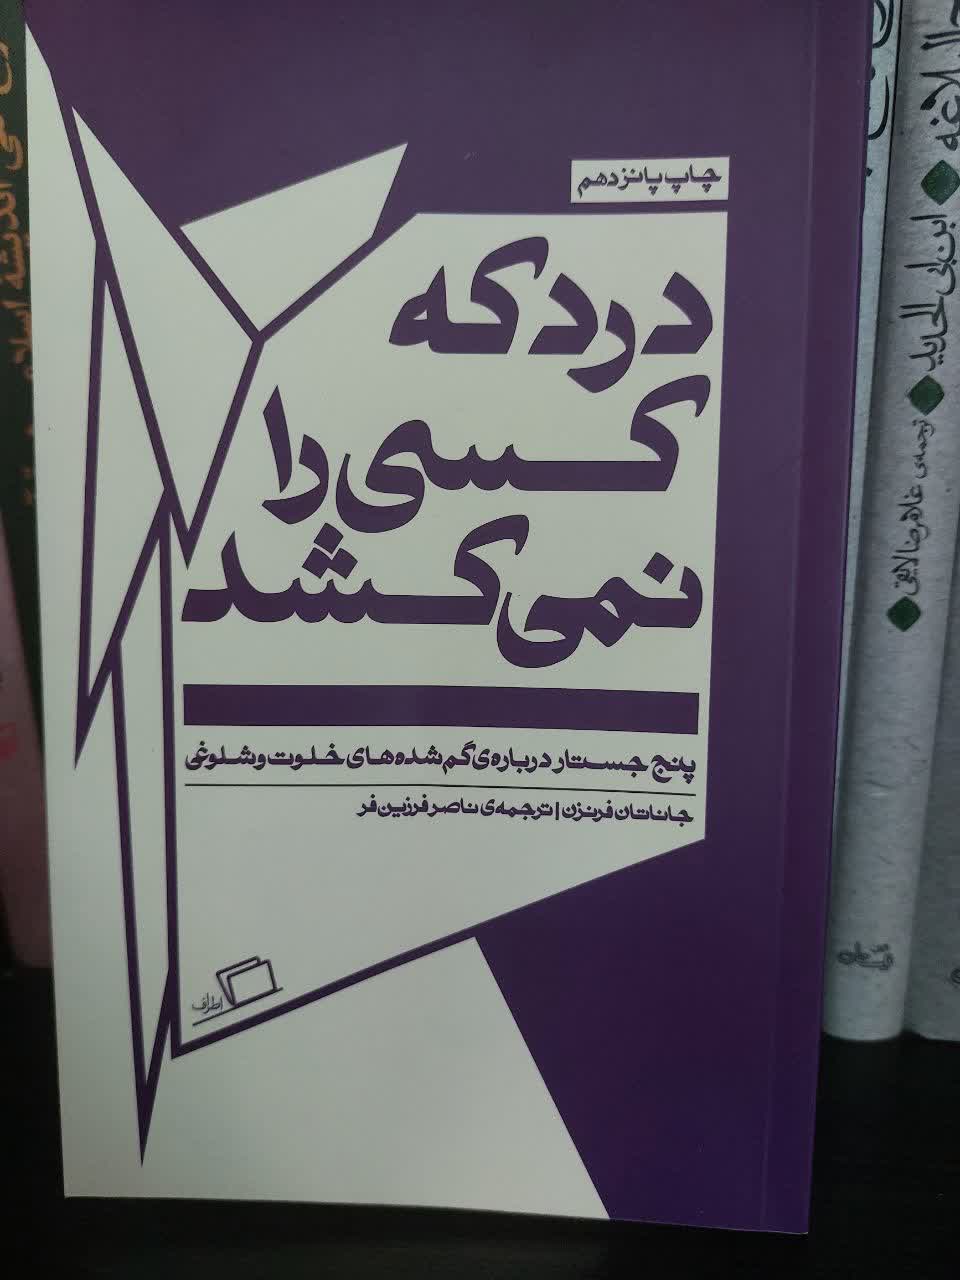 چاپ پانزدهم
درد که
کسی را
نمی‌کشد
پنج جستار درباره‌ی گم شده‌های خلوت و شلوغی
جاناتان فرنزن | ترجمه‌ی ناصر فرزین فر
اطراف
ابن ابی الحدید
ترجمه‌ی غلامرضا لایقی
نیستان